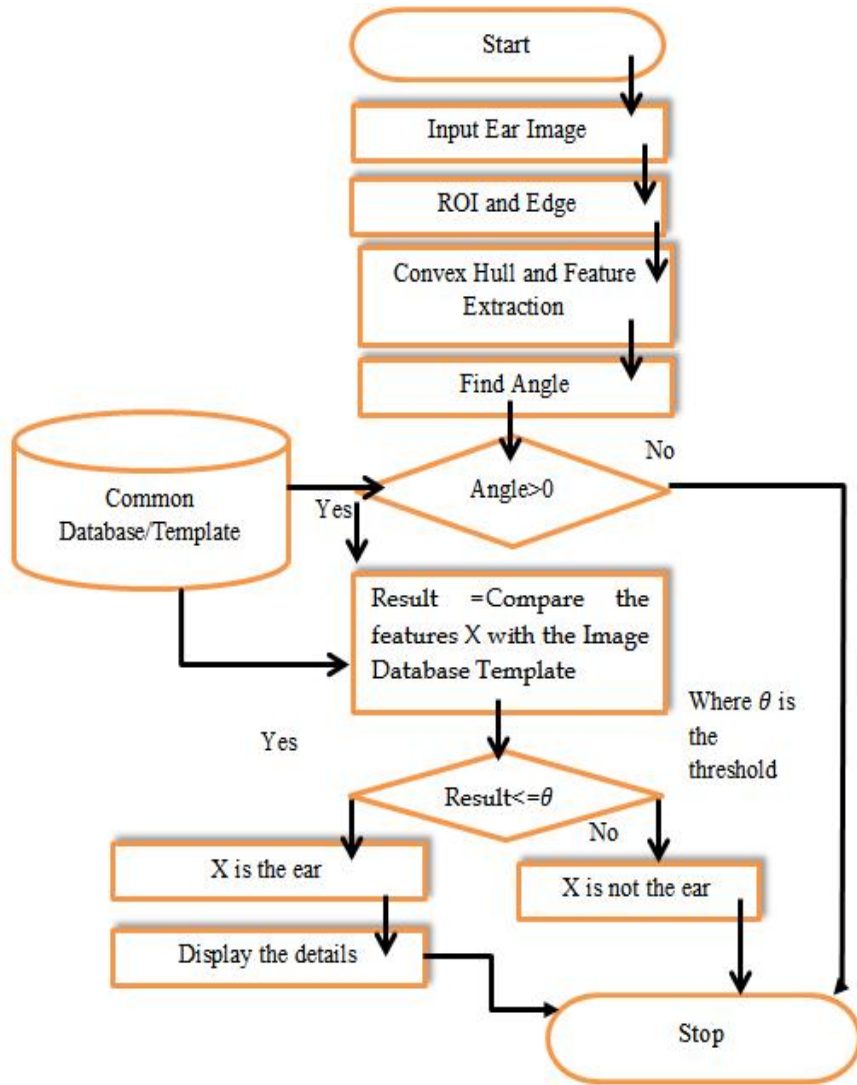 Start
Input Ear Image
ROI and Edge
Convex Hull and Feature
Extraction
Find Angle
No
Angle>0
Common
Database/Template
Yes
Result =Compare the
features X with the Image
Database Template
Where θ is
the
threshold
Yes
Result<=θ
No
X is the ear
X is not the ear
Display the details
Stop